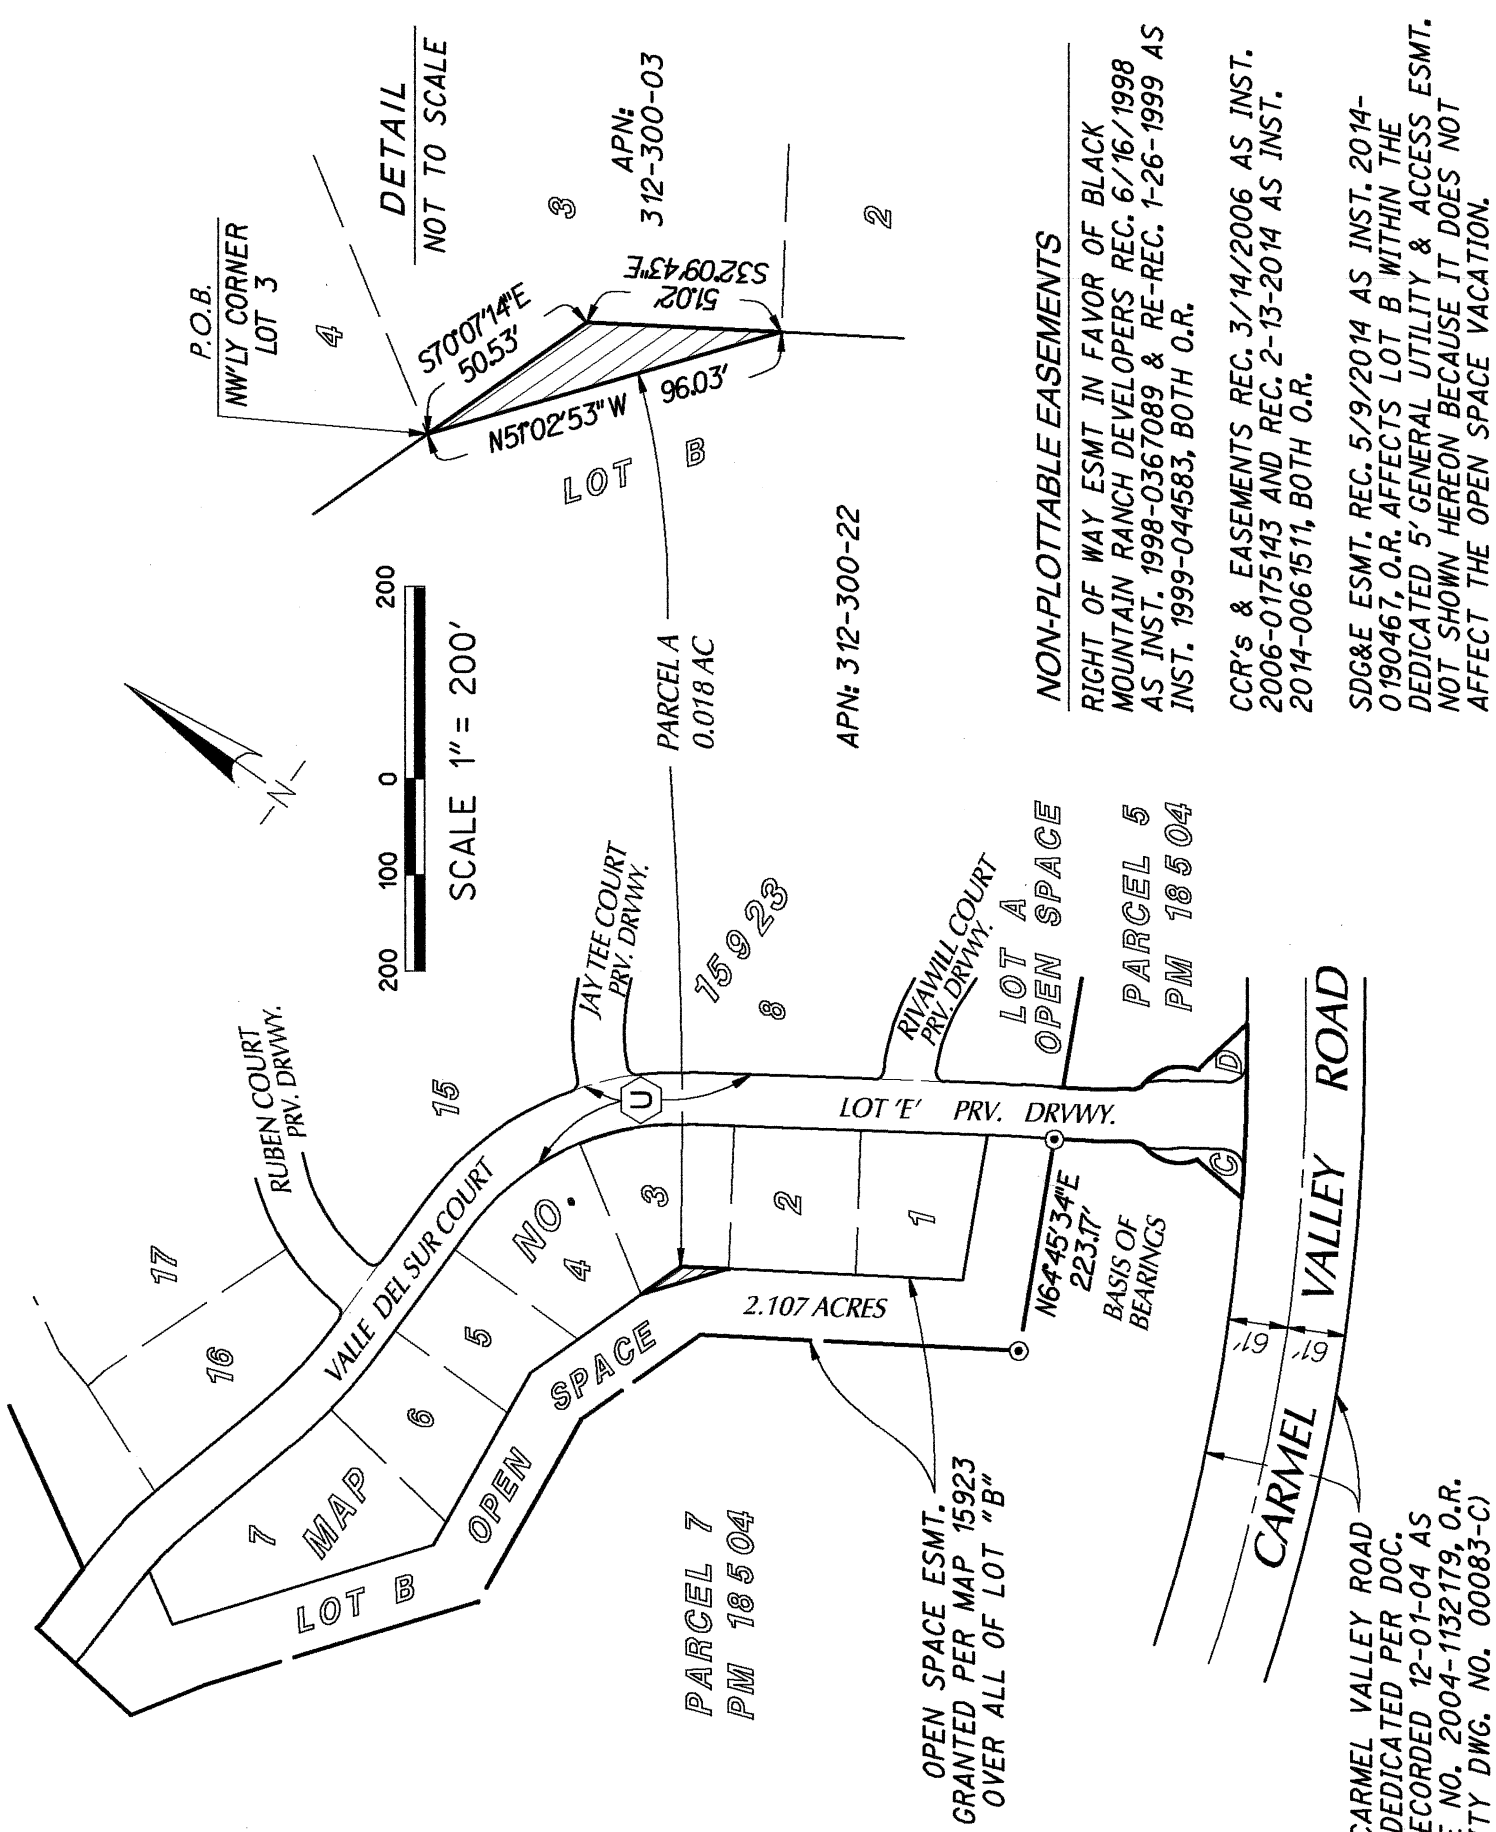 P.O.B.
NW'LY CORNER
LOT 3
DETAIL
NOT TO SCALE
4
S70°07'14"E
50.53'
3
APN:
312-300-03
51.02'
S32°09'43"E
N51°02'53" W
96.03'
2
LOT B
APN: 312-300-22
PARCEL A
0.018 AC
-N-
200 100 0 200
SCALE 1" = 200'
NON-PLOTTABLE EASEMENTS
RIGHT OF WAY ESMT IN FAVOR OF BLACK
MOUNTAIN RANCH DEVELOPERS REC. 6/16/1998
AS INST. 1998-0367089 & RE-REC. 1-26-1999 AS
INST. 1999-044583, BOTH O.R.
CCR's & EASEMENTS REC. 3/14/2006 AS INST.
2006-0175143 AND REC. 2-13-2014 AS INST.
2014-0061511, BOTH O.R.
SDG&E ESMT. REC. 5/9/2014 AS INST. 2014-
0190467, O.R. AFFECTS LOT B WITHIN THE
DEDICATED 5' GENERAL UTILITY & ACCESS ESMT.
NOT SHOWN HEREON BECAUSE IT DOES NOT
AFFECT THE OPEN SPACE VACATION.
RUBEN COURT
PRV. DRVWY.
JAY TEE COURT
PRV. DRVWY.
RIVAWILL COURT
PRV. DRVWY.
17
16
15
8
VALLE DEL SUR COURT
U
LOT 'E' PRV. DRVWY.
LOT A
OPEN SPACE
PARCEL 5
PM 18504
MAP
NO.
15923
7
6
5
4
3
2
1
LOT B
OPEN
SPACE
2.107 ACRES
N64°45'34"E
223.17'
BASIS OF
BEARINGS
C
D
61'
61'
CARMEL VALLEY ROAD
PARCEL 7
PM 18504
OPEN SPACE ESMT.
GRANTED PER MAP 15923
OVER ALL OF LOT "B"
CARMEL VALLEY ROAD
DEDICATED PER DOC.
ECORDED 12-01-04 AS
NO. 2004-1132179, O.R.
TY DWG. NO. 00083-C)